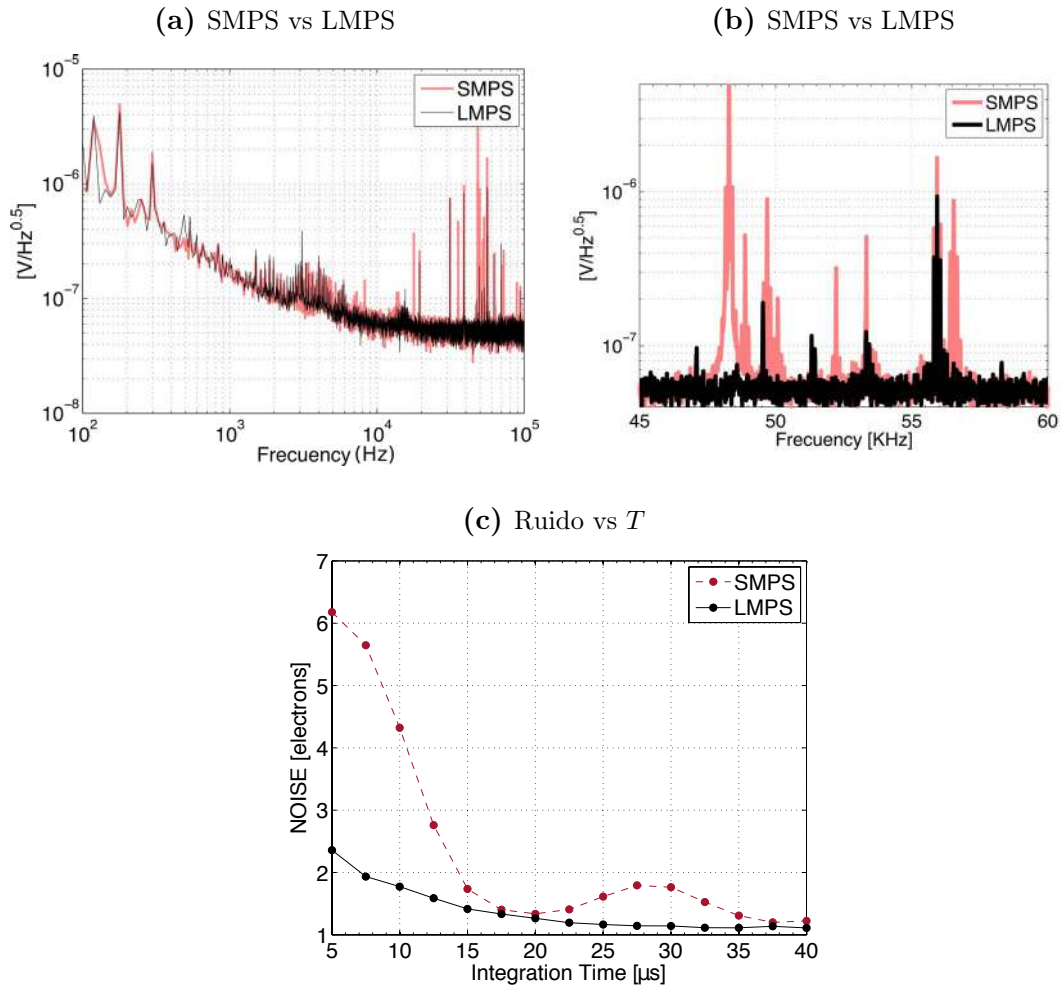 (a) SMPS vs LMPS
(b) SMPS vs LMPS
10^-5
10^-6
10^-7
10^-8
[V/Hz^0.5]
SMPS
LMPS
10^2
10^3
10^4
10^5
Frecuency (Hz)
10^-6
10^-7
[V/Hz^0.5]
SMPS
LMPS
45
50
55
60
Frecuency [KHz]
(c) Ruido vs T
7
6
5
4
3
2
1
NOISE [electrons]
SMPS
LMPS
5
10
15
20
25
30
35
40
Integration Time [µs]